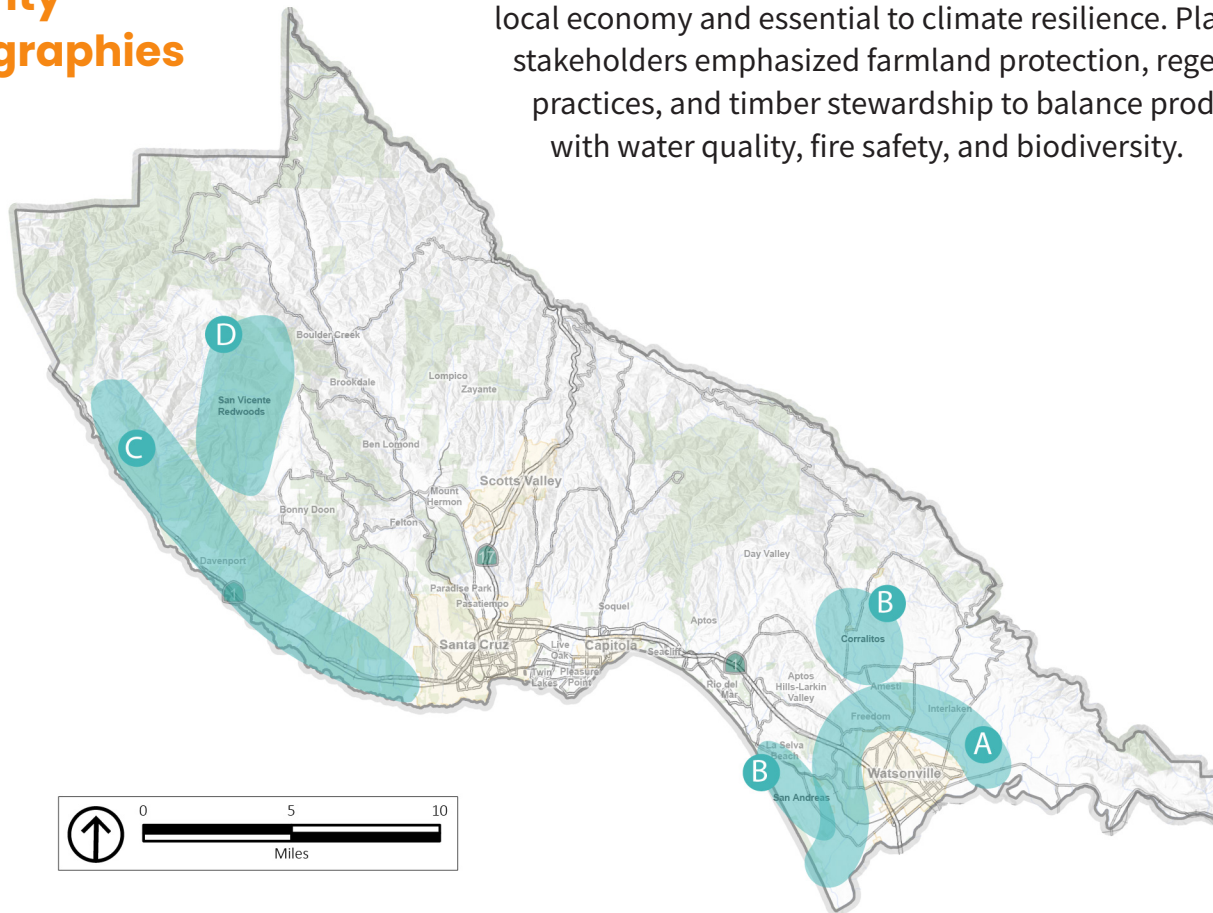 graphies
local economy and essential to climate resilience. Pla
stakeholders emphasized farmland protection, rege
practices, and timber stewardship to balance prod
with water quality, fire safety, and biodiversity.
D
Boulder Creek
Brookdale
Lompico
Zayante
San Vicente
Redwoods
C
Ben Lomond
Scotts Valley
Mount
Hermon
Bonny Doon
Felton
17
Davenport
1
Paradise Park
Pasatiempo
Day Valley
Soquel
Aptos
B
Corralitos
Santa Cruz
Live
Oak
Capitola
Seacliff
Twin
Lakes
Pleasure
Point
1
Rio del
Mar
Aptos
Hills-Larkin
Valley
Amesti
Interlaken
Freedom
A
La Selva
Beach
B
Watsonville
San Andreas
0 5 10
Miles